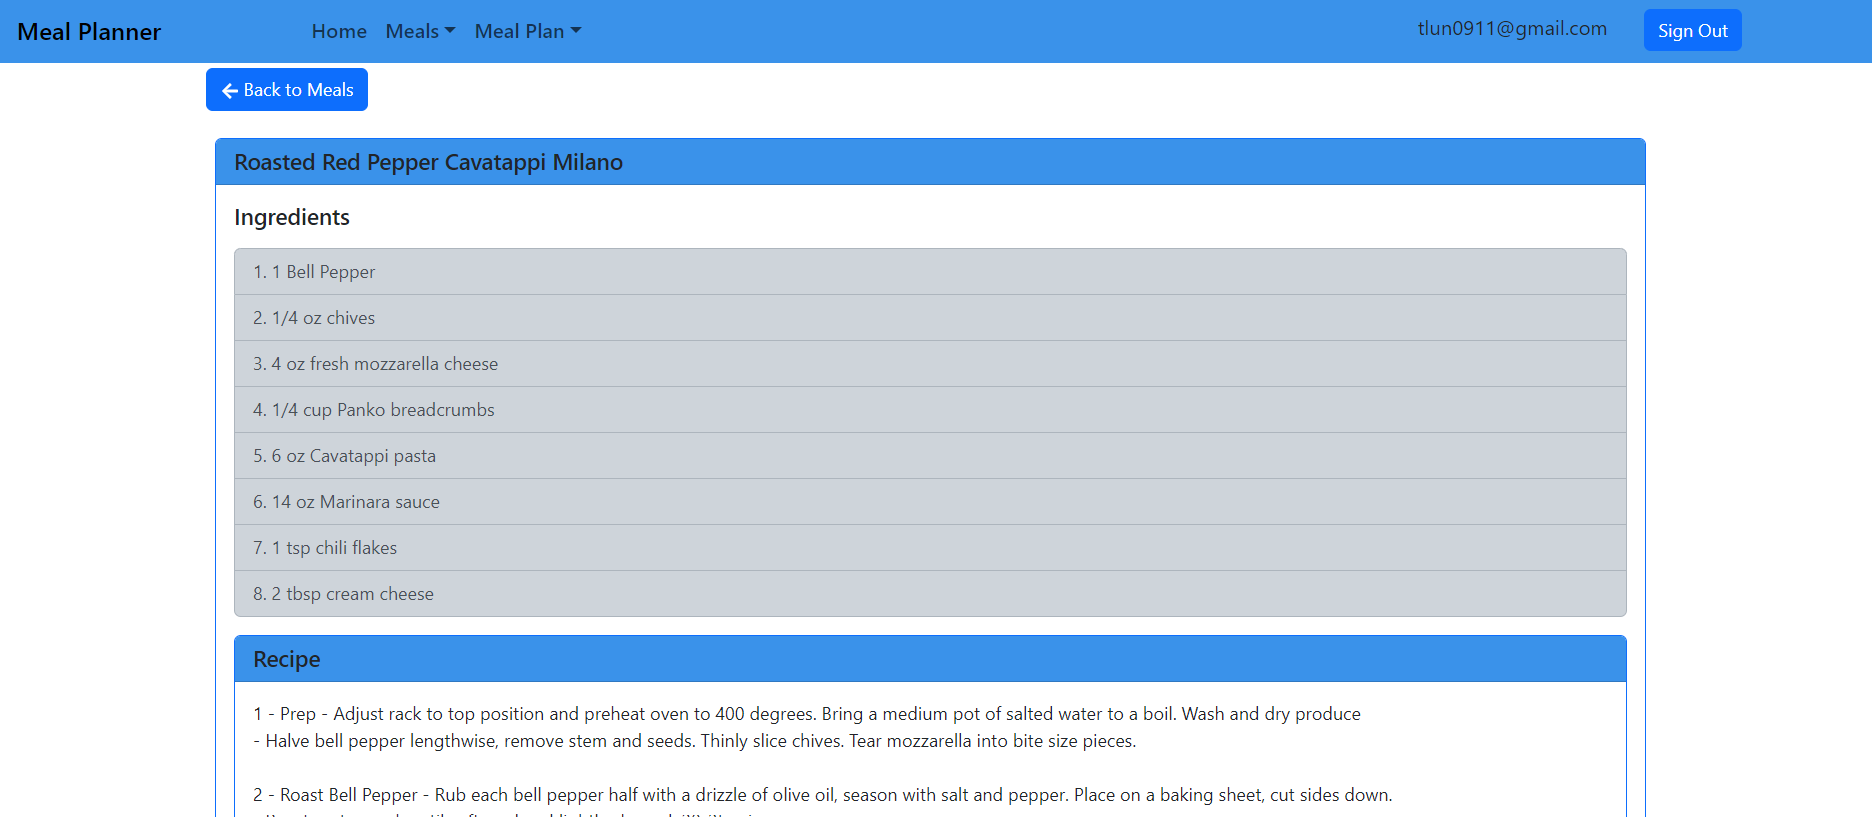 Meal Planner Home Meals Meal Plan tlun0911@gmail.com Sign Out
Back to Meals
Roasted Red Pepper Cavatappi Milano
Ingredients
1. 1 Bell Pepper
2. 1/4 oz chives
3. 4 oz fresh mozzarella cheese
4. 1/4 cup Panko breadcrumbs
5. 6 oz Cavatappi pasta
6. 14 oz Marinara sauce
7. 1 tsp chili flakes
8. 2 tbsp cream cheese
Recipe
1 - Prep - Adjust rack to top position and preheat oven to 400 degrees. Bring a medium pot of salted water to a boil. Wash and dry produce
- Halve bell pepper lengthwise, remove stem and seeds. Thinly slice chives. Tear mozzarella into bite size pieces.
2 - Roast Bell Pepper - Rub each bell pepper half with a drizzle of olive oil, season with salt and pepper. Place on a baking sheet, cut sides down.